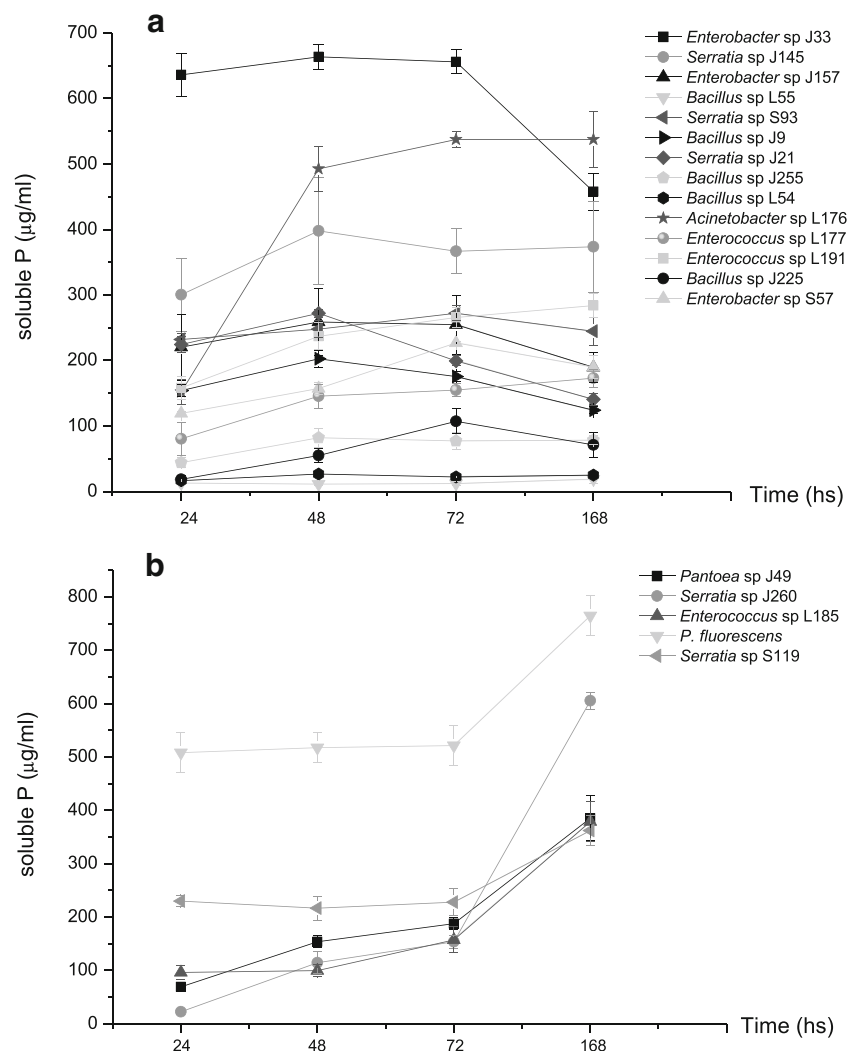 a
700
600
500
400
300
200
100
0
soluble P (µg/ml)
24 48 72 168
Time (hs)
Enterobacter sp J33
Serratia sp J145
Enterobacter sp J157
Bacillus sp L55
Serratia sp S93
Bacillus sp J9
Serratia sp J21
Bacillus sp J255
Bacillus sp L54
Acinetobacter sp L176
Enterococcus sp L177
Enterococcus sp L191
Bacillus sp J225
Enterobacter sp S57
b
800
700
600
500
400
300
200
100
0
soluble P (µg/ml)
24 48 72 168
Time (hs)
Pantoea sp J49
Serratia sp J260
Enterococcus sp L185
P. fluorescens
Serratia sp S119